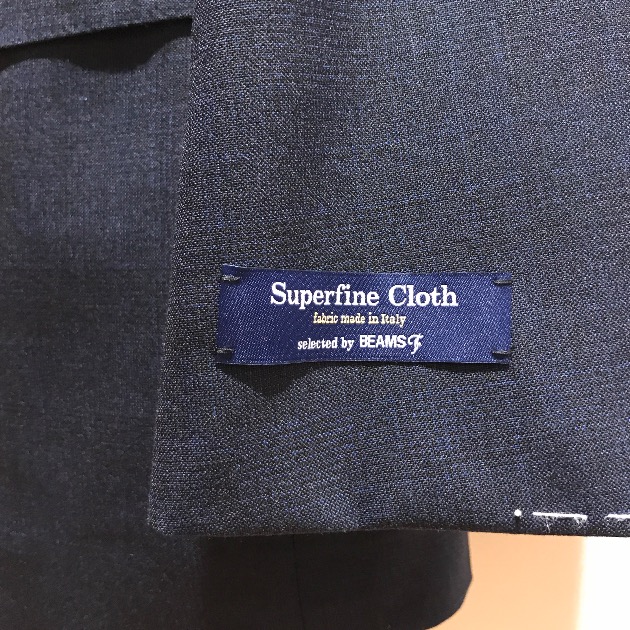 Superfine Cloth
fabric made in Italy
selected by BEAMS F